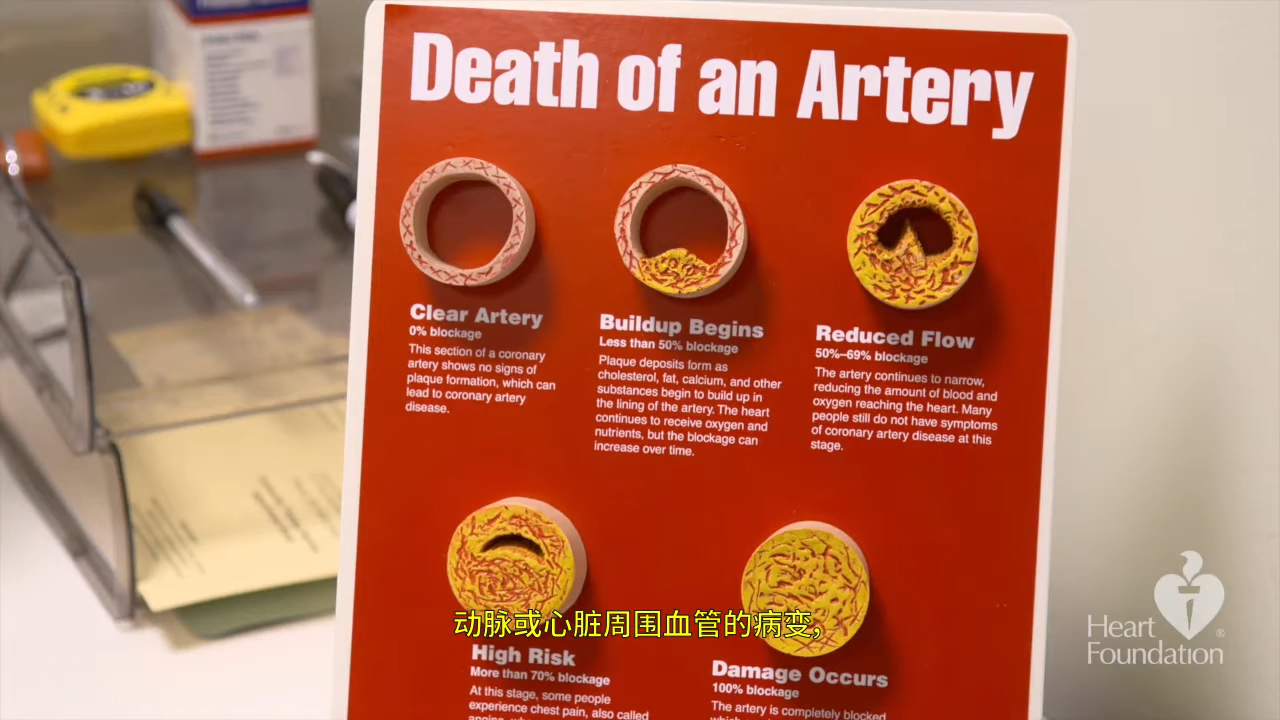 Death of an Artery
Clear Artery
0% blockage
This section of a coronary
artery shows no signs of
plaque formation, which can
lead to coronary artery
disease.
Buildup Begins
Less than 50% blockage
Plaque deposits form as
cholesterol, fat, calcium, and other
substances begin to build up in
the lining of the artery. The heart
continues to receive oxygen and
nutrients, but the blockage can
increase over time.
Reduced Flow
50%–69% blockage
The artery continues to narrow,
reducing the amount of blood and
oxygen reaching the heart. Many
people still do not have symptoms
of coronary artery disease at this
stage.
动脉或心脏周围血管的病变,
High Risk
More than 70% blockage
At this stage, some people
experience chest pain, also called
Damage Occurs
100% blockage
The artery is completely blocked
Heart
Foundation